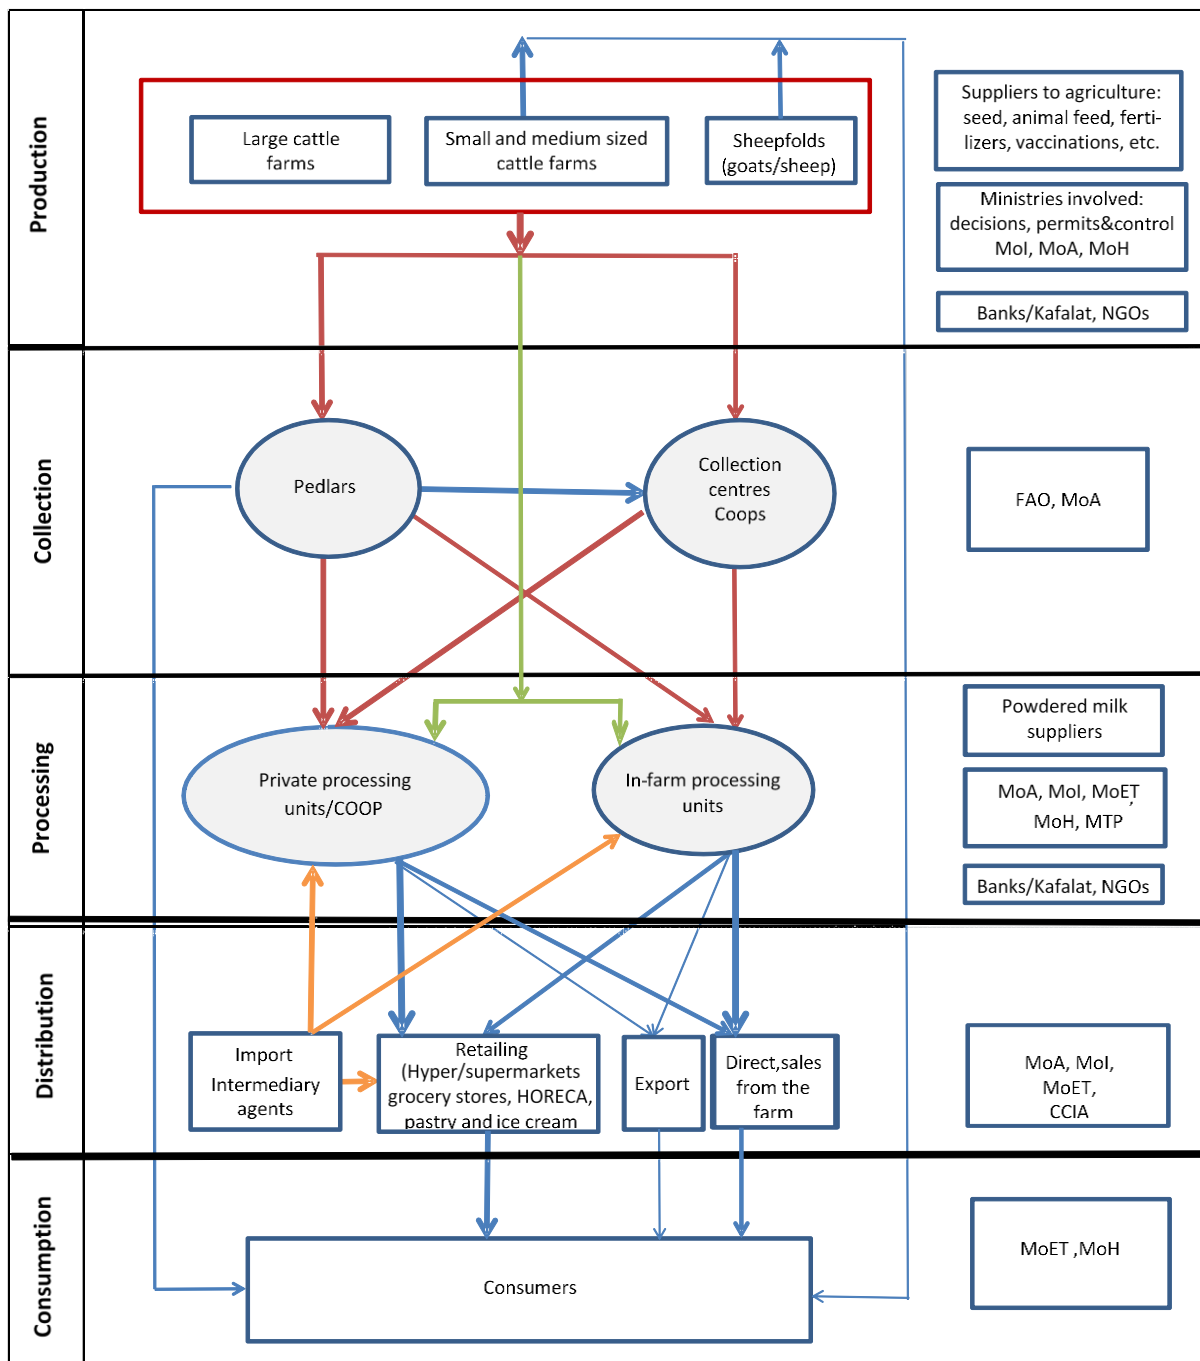 Production
Large cattle
farms
Small and medium sized
cattle farms
Sheepfolds
(goats/sheep)
Suppliers to agriculture:
seed, animal feed, ferti-
lizers, vaccinations, etc.
Ministries involved:
decisions, permits&control
MoI, MoA, MoH
Banks/Kafalat, NGOs
Collection
Pedlars
Collection
centres
Coops
FAO, MoA
Processing
Private processing
units/COOP
In-farm processing
units
Powdered milk
suppliers
MoA, MoI, MoET,
MoH, MTP
Banks/Kafalat, NGOs
Distribution
Import
Intermediary
agents
Retailing
(Hyper/supermarkets
grocery stores, HORECA,
pastry and ice cream
Export
Direct,sales
from the
farm
MoA, MoI,
MoET,
CCIA
Consumption
Consumers
MoET ,MoH